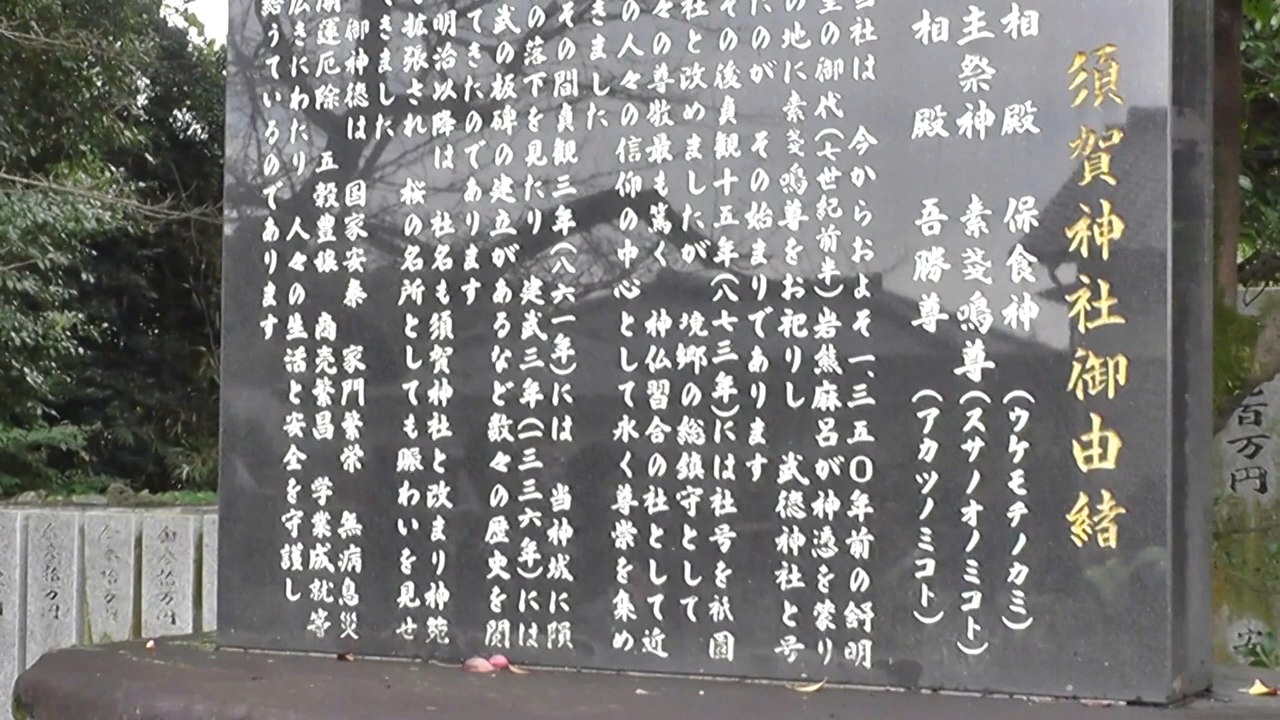 須賀神社御由緒
相殿 保食神 (ウケモチノカミ)
主祭神 素戔嗚尊 (スサノオノミコト)
相殿 吾勝尊 (アカツノミコト)
当社は 今からおよそ一、三五〇年前の舒明
皇の御代(七世紀前半)岩熊麻呂が神憑を蒙り
の地に素戔嗚尊をお祀りし 武徳神社と号
たのが その始まりであります
その後貞観十五年(八七三年)には社号を祇園
社と改めましたが 境郷の総鎮守として
々の尊敬最も篤く 神仏習合の社として近
の人々の信仰の中心として永く尊崇を集め
きました
その間貞観三年(八六一年)には 当神域に隕
の落下を見たり 建武三年(一三三六年)には
武の板碑の建立があるなど数々の歴史を関
てきたのであります
明治以降は 社名も須賀神社と改まり神苑
も拡張され 桜の名所としても賑わいを見せ
きました
御神徳は 国家安泰 家門繁栄 無病息災
開運厄除 五穀豊穣 商売繁昌 学業成就等
広きにわたり 人々の生活と安全を守護し
給うているのであります
百万円
安
金参拾万円
拾万円
拾万円